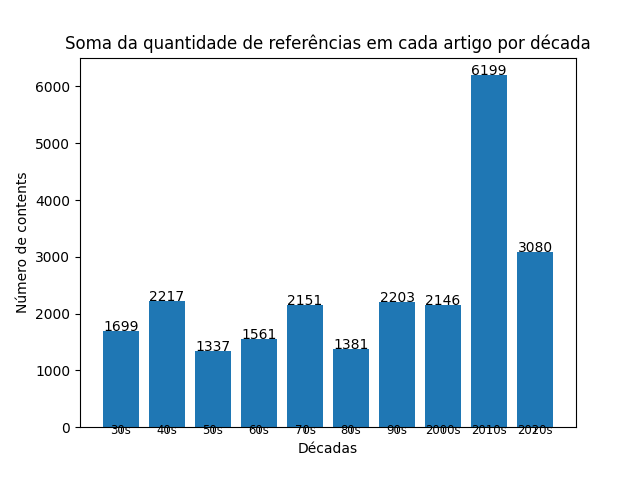 Soma da quantidade de referências em cada artigo por década
Número de contents
6000
5000
4000
3000
2000
1000
0
1699
2217
1337
1561
2151
1381
2203
2146
6199
3080
30s
40s
50s
60s
70s
80s
90s
2000s
2010s
2020s
Décadas